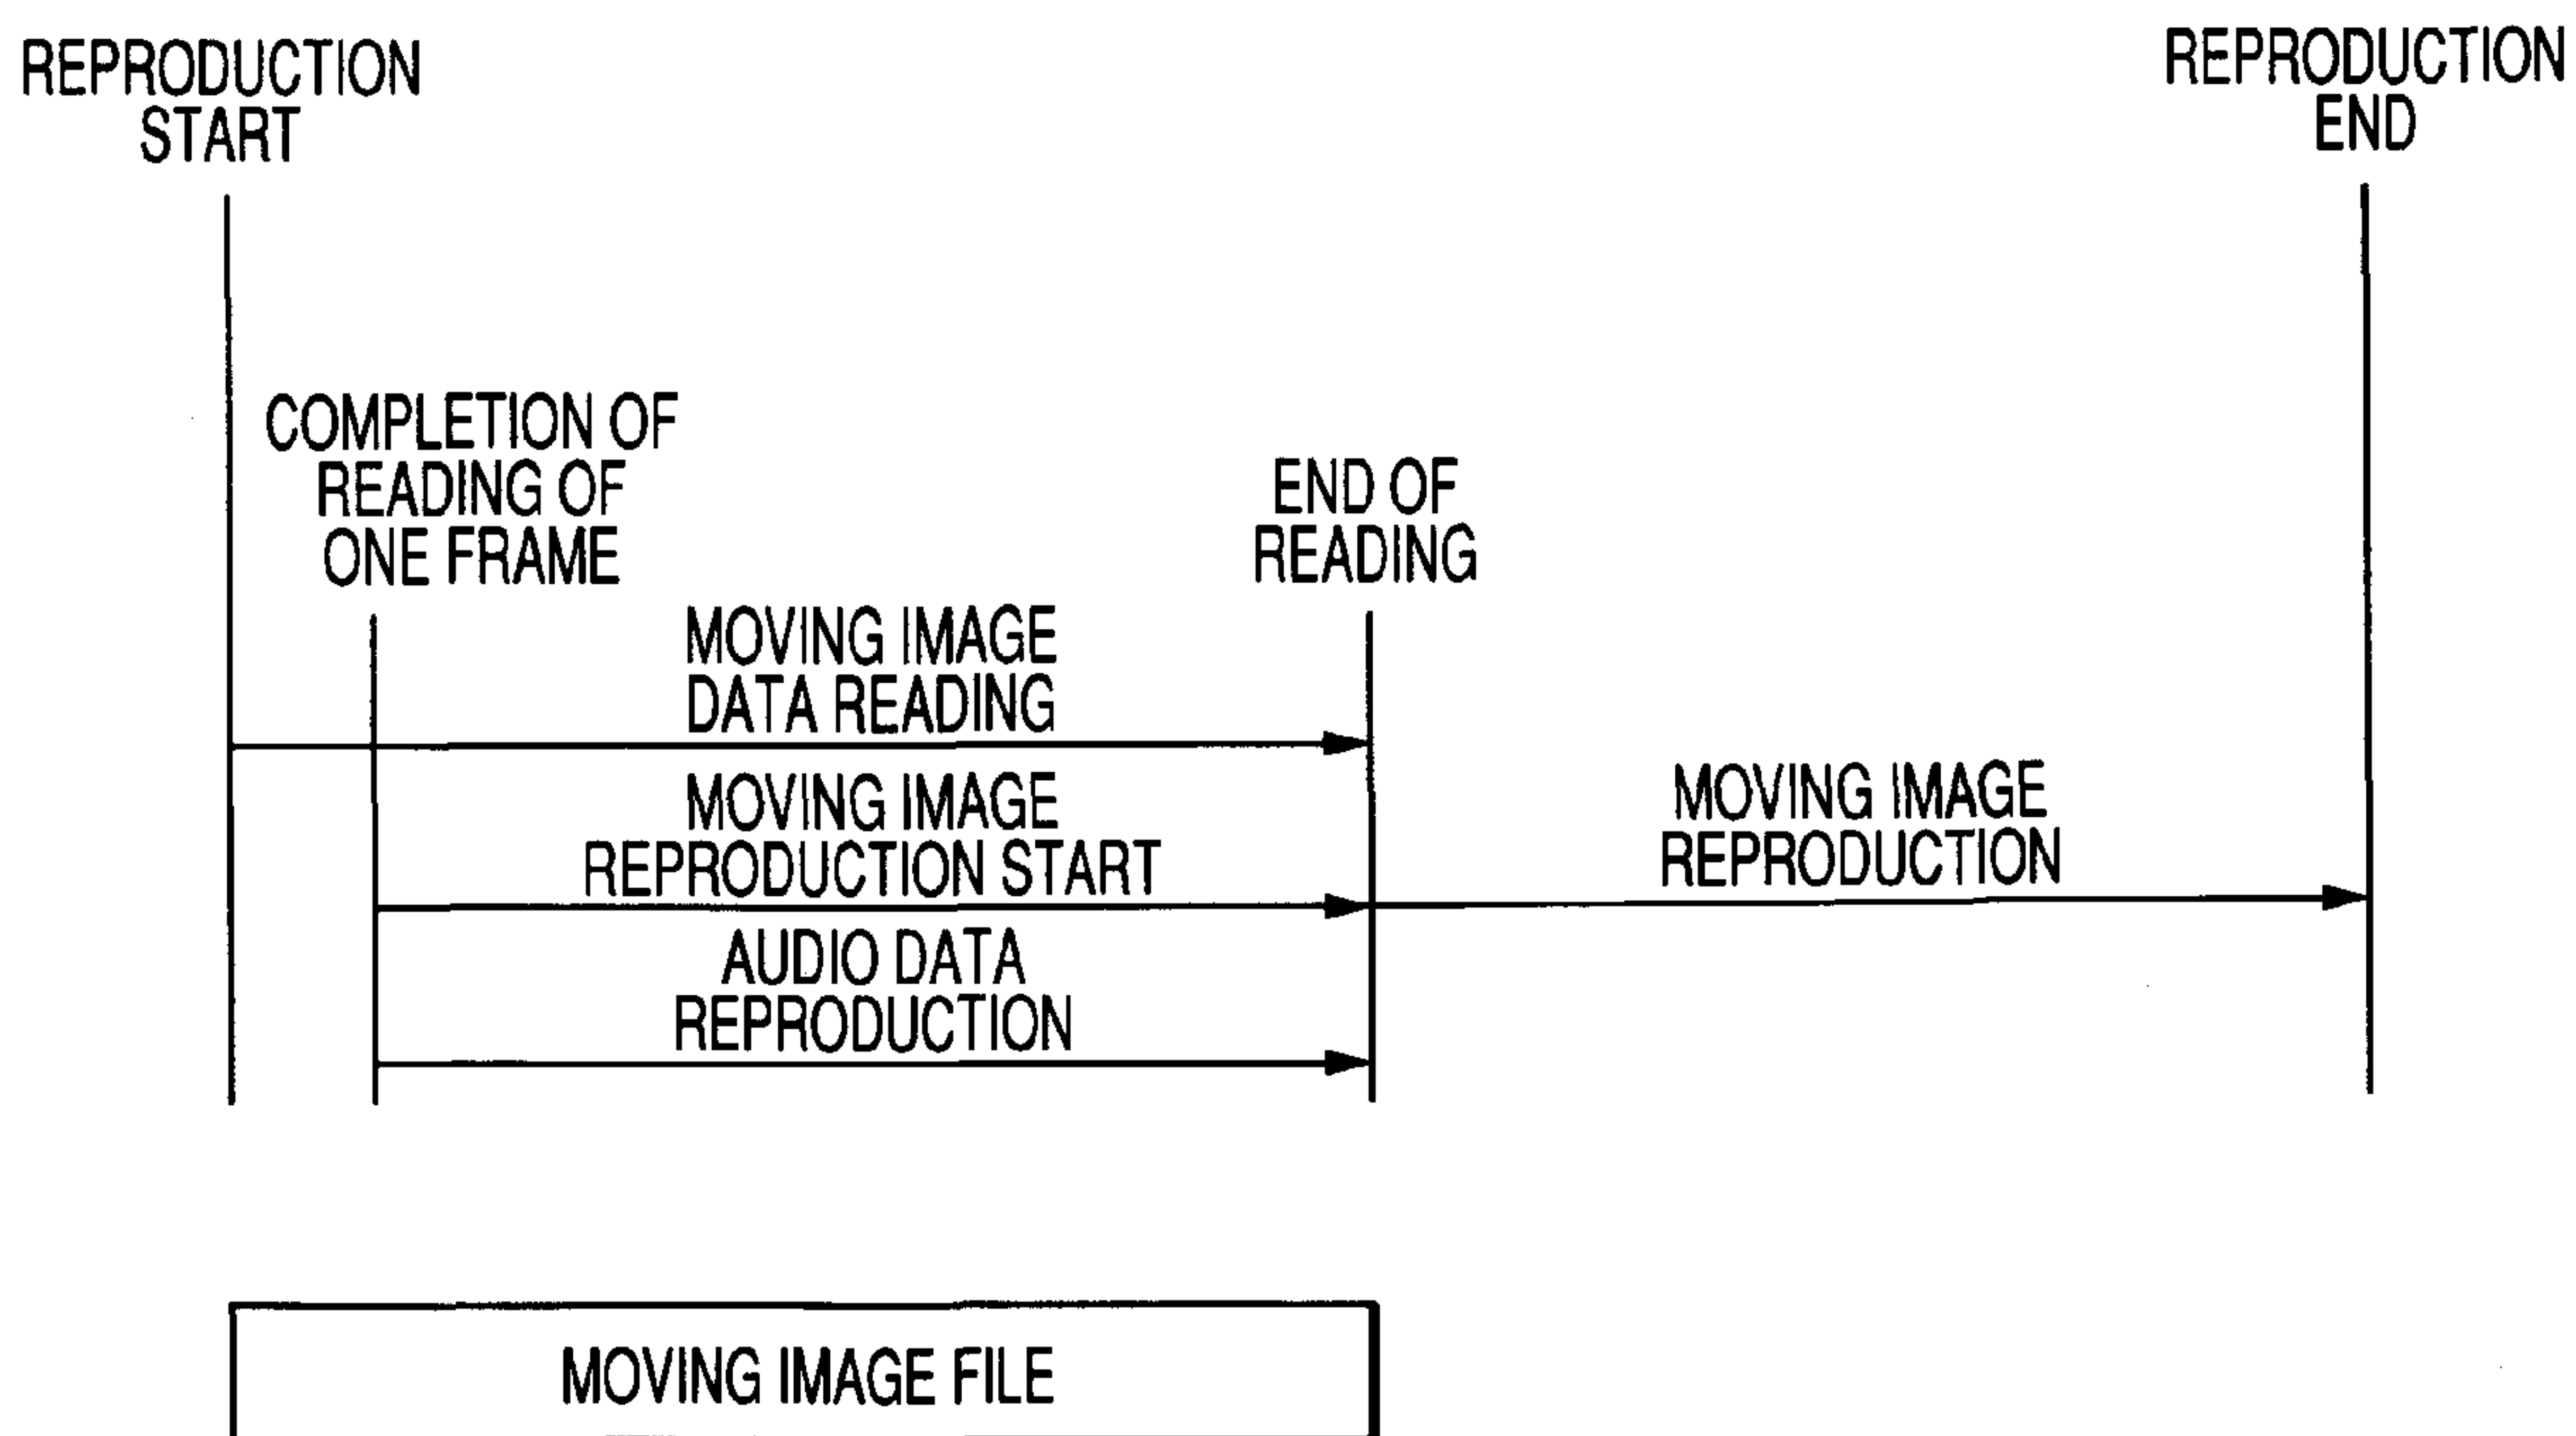 REPRODUCTION
START
REPRODUCTION
END
COMPLETION OF
READING OF
ONE FRAME
END OF
READING
MOVING IMAGE
DATA READING
MOVING IMAGE
REPRODUCTION START
MOVING IMAGE
REPRODUCTION
AUDIO DATA
REPRODUCTION
MOVING IMAGE FILE